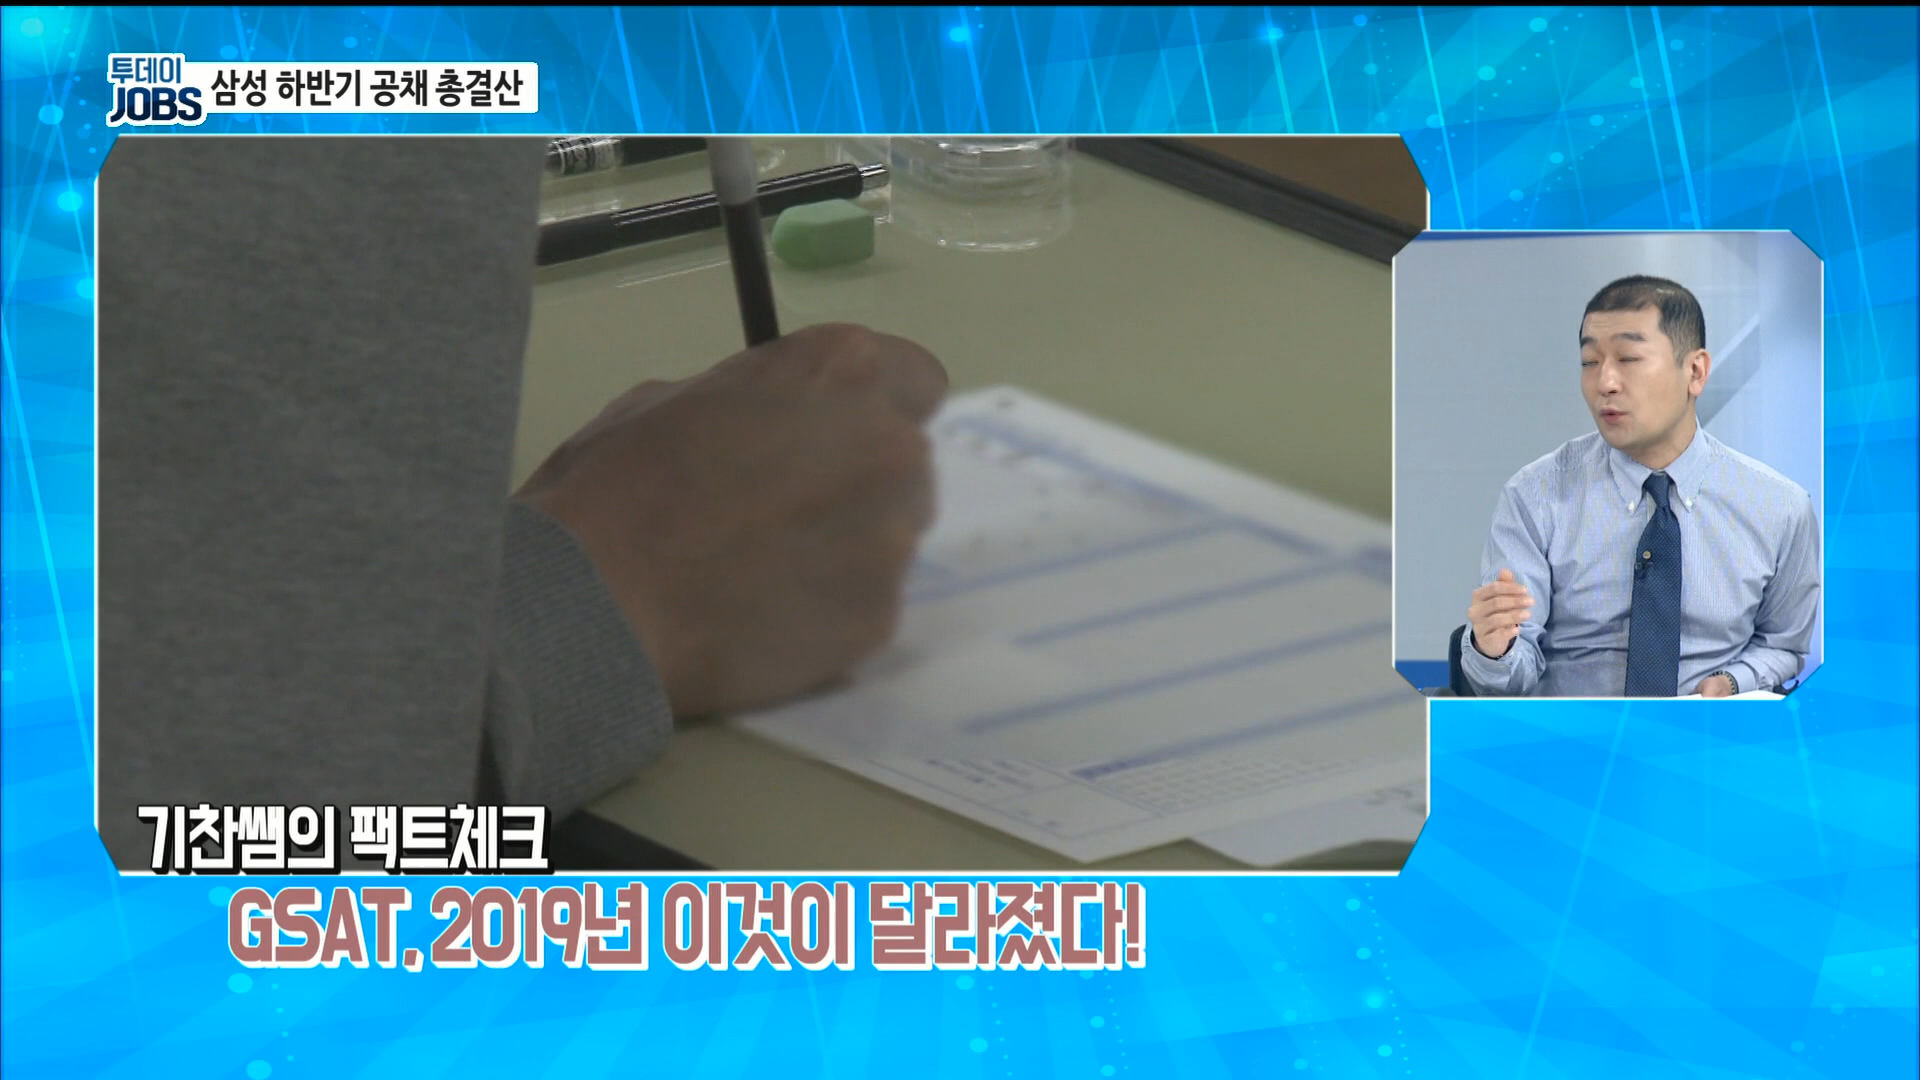 투데이
JOBS
삼성 하반기 공채 총결산
기찬쌤의 팩트체크
GSAT, 2019년 이것이 달라졌다!